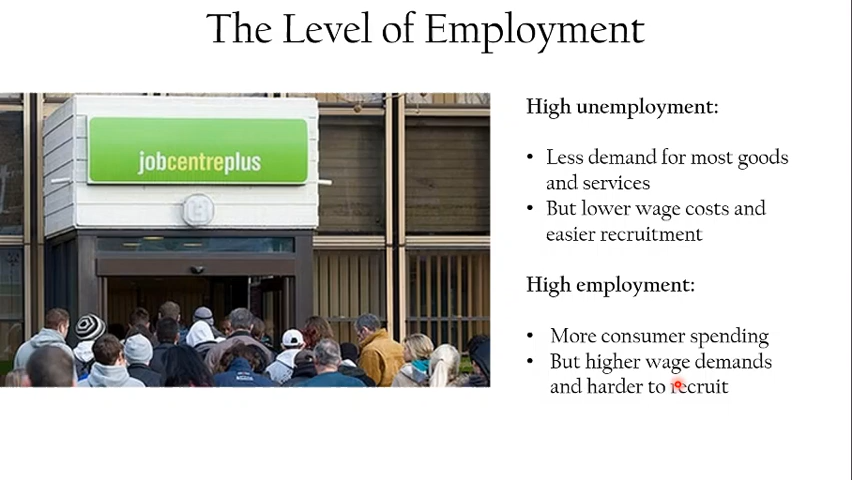 The Level of Employment
jobcentreplus
High unemployment:
• Less demand for most goods
and services
• But lower wage costs and
easier recruitment
High employment:
• More consumer spending
• But higher wage demands
and harder to recruit